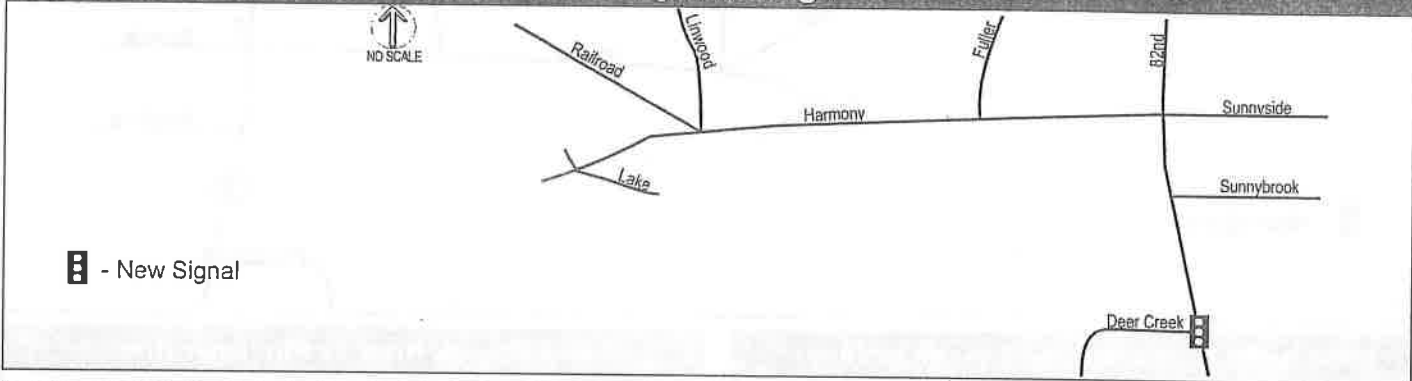 NO SCALE
Railroad
Linwood
Fuller
82nd
Harmony
Sunnyside
Lake
Sunnybrook
- New Signal
Deer Creek